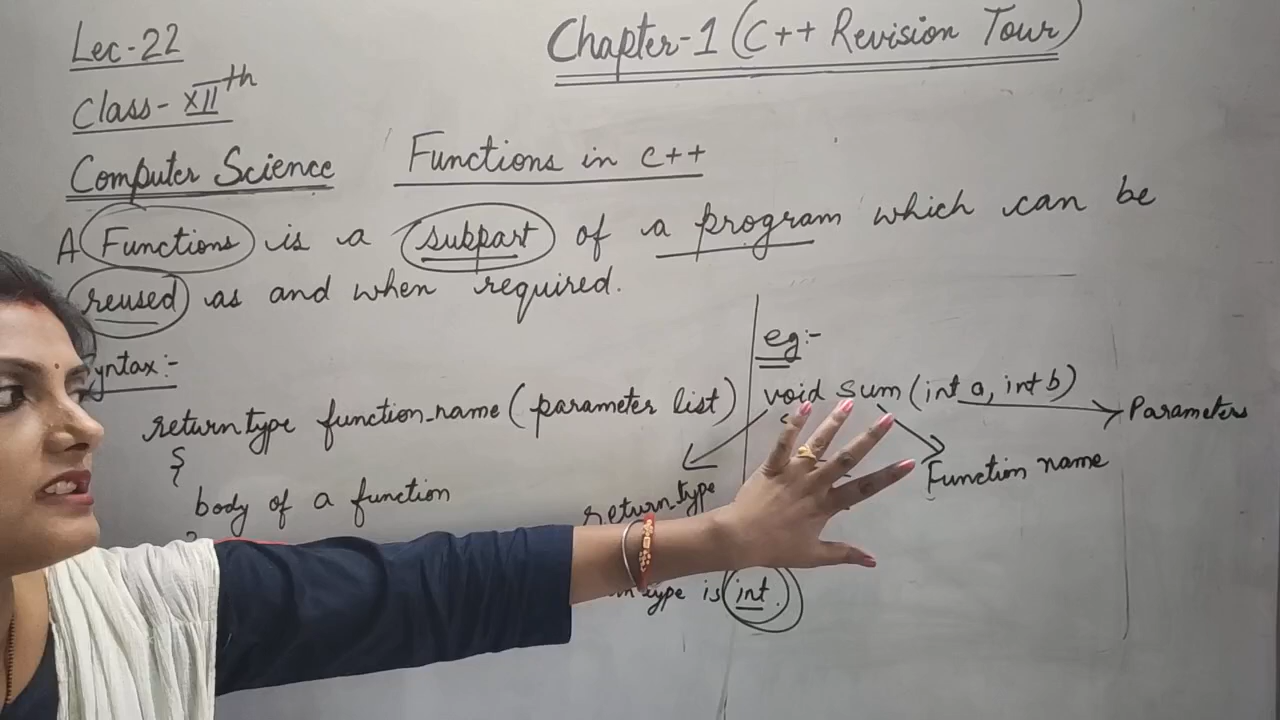 Lec-22
Chapter-1 (C++ Revision Tour)
Class- XIIth
Computer Science
Functions in C++
A Functions is a subpart of a program which can be
reused as and when required.
Syntax:-
returntype function_name (parameter list)
{
body of a function
eg:-
void sum (int a, int b)
Parameters
Function name
return type
type is int.